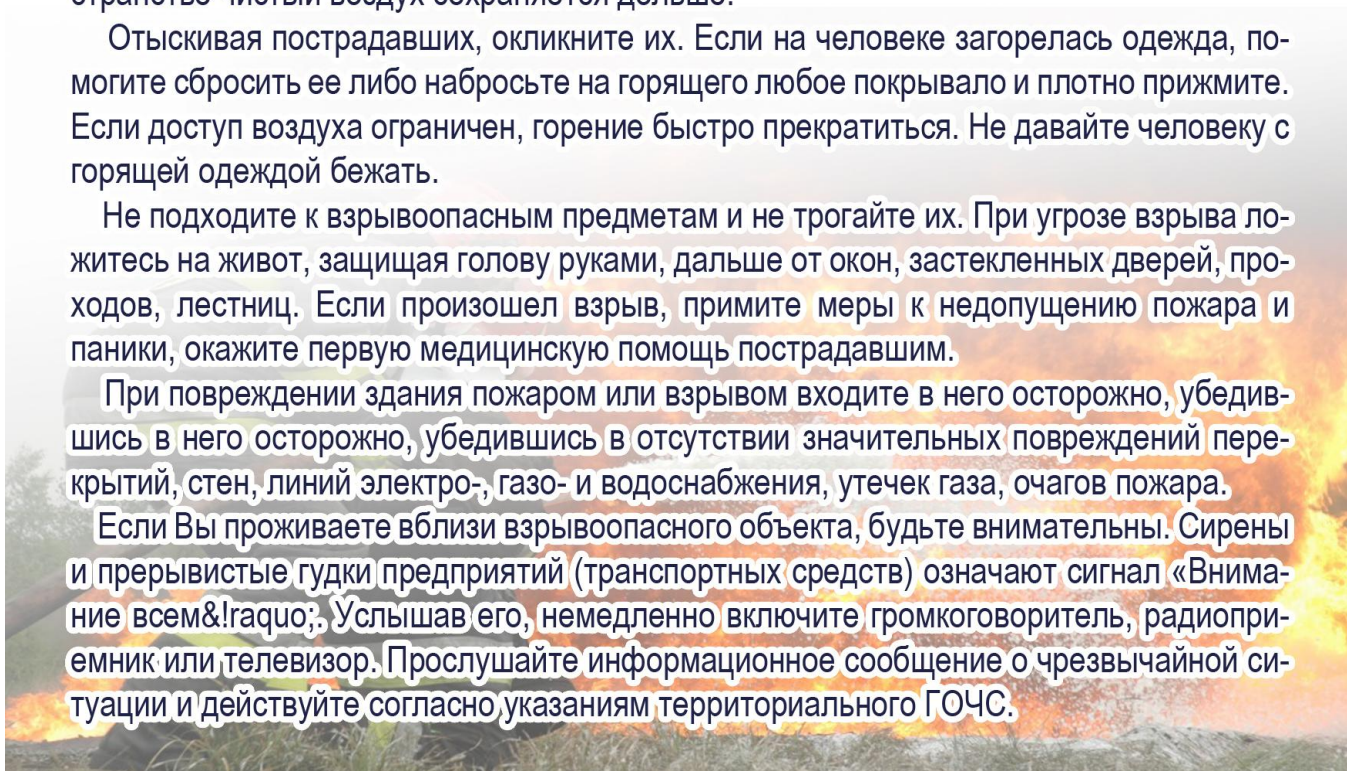 странстве чистый воздух сохраняется дольше.
Отыскивая пострадавших, окликните их. Если на человеке загорелась одежда, по-
могите сбросить ее либо набросьте на горящего любое покрывало и плотно прижмите.
Если доступ воздуха ограничен, горение быстро прекратиться. Не давайте человеку с
горящей одеждой бежать.
Не подходите к взрывоопасным предметам и не трогайте их. При угрозе взрыва ло-
житесь на живот, защищая голову руками, дальше от окон, застекленных дверей, про-
ходов, лестниц. Если произошел взрыв, примите меры к недопущению пожара и
паники, окажите первую медицинскую помощь пострадавшим.
При повреждении здания пожаром или взрывом входите в него осторожно, убедив-
шись в него осторожно, убедившись в отсутствии значительных повреждений пере-
крытий, стен, линий электро-, газо- и водоснабжения, утечек газа, очагов пожара.
Если Вы проживаете вблизи взрывоопасного объекта, будьте внимательны. Сирены
и прерывистые гудки предприятий (транспортных средств) означают сигнал «Внима-
ние всем&!raquo;. Услышав его, немедленно включите громкоговоритель, радиопри-
емник или телевизор. Прослушайте информационное сообщение о чрезвычайной си-
туации и действуйте согласно указаниям территориального ГОЧС.